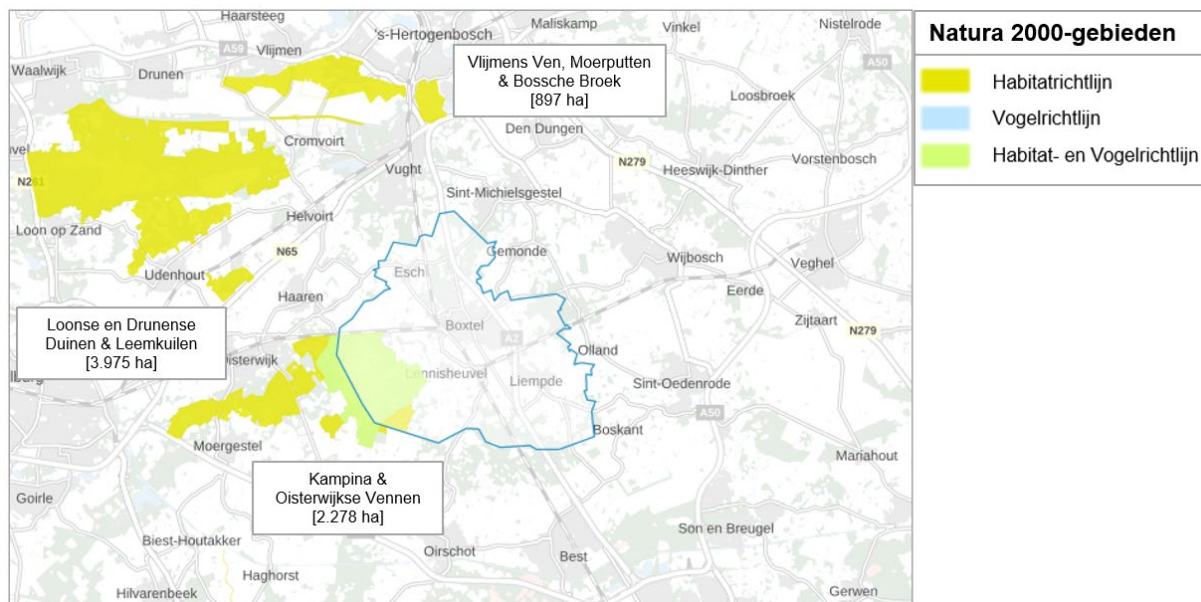 Haarsteeg
Maliskamp
Vinkel
Nistelrode
's-Hertogenbosch
A59
Vlijmen
A50
Waalwijk
Drunen
Vlijmens Ven, Moerputten
& Bossche Broek
[897 ha]
Loosbroek
Den Dungen
Cromvoirt
Vught
N279
Heeswijk-Dinther
Vorstenbosch
N261
Sint-Michielsgestel
Helvoirt
Loon op Zand
N65
Gemonde
Wijbosch
Veghel
Udenhout
Esch
Haaren
Eerde
Zijtaart
N279
Loonse en Drunense
Duinen & Leemkuilen
[3.975 ha]
Boxtel
A2
Olland
Oisterwijk
Lennisheuvel
Liempde
Sint-Oedenrode
A50
Boskant
Moergestel
Mariahout
Kampina &
Oisterwijkse Vennen
[2.278 ha]
Goirle
Son en Breugel
Biest-Houtakker
Oirschot
Best
Haghorst
Hilvarenbeek
Gerwen
Natura 2000-gebieden
Habitatrichtlijn
Vogelrichtlijn
Habitat- en Vogelrichtlijn